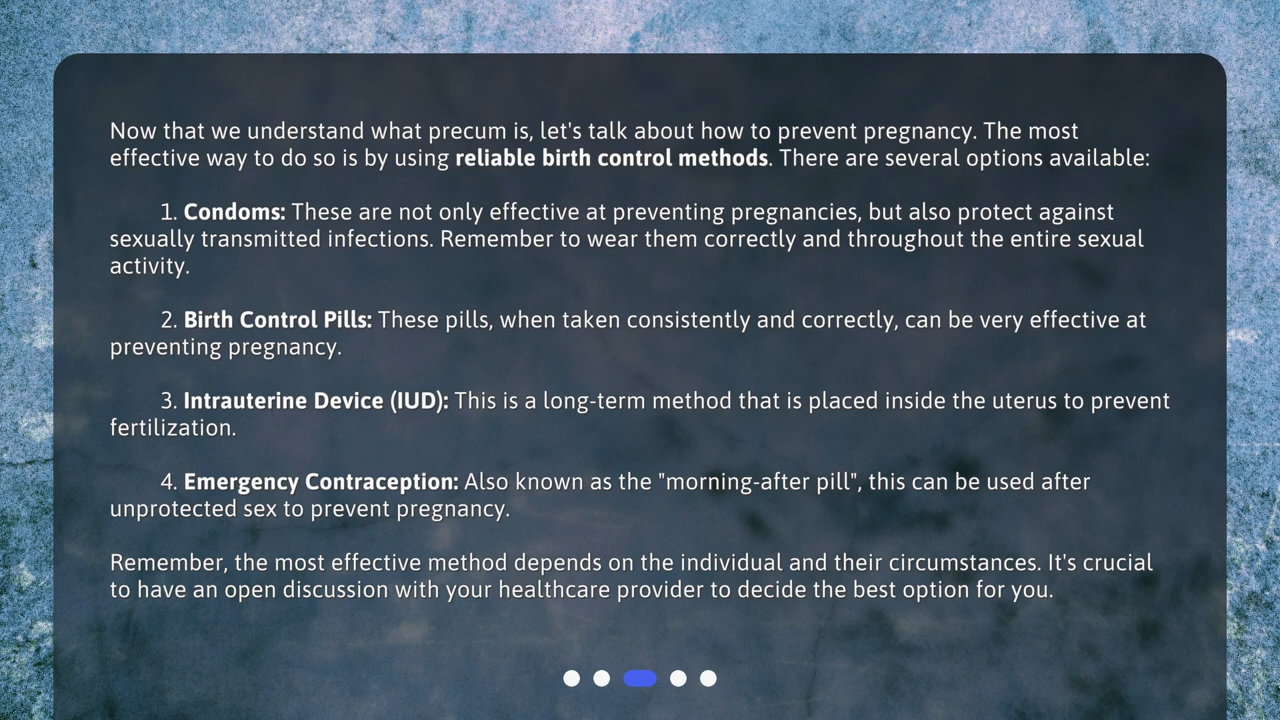 Now that we understand what precum is, let's talk about how to prevent pregnancy. The most
effective way to do so is by using reliable birth control methods. There are several options available:
1. Condoms: These are not only effective at preventing pregnancies, but also protect against
sexually transmitted infections. Remember to wear them correctly and throughout the entire sexual
activity.
2. Birth Control Pills: These pills, when taken consistently and correctly, can be very effective at
preventing pregnancy.
3. Intrauterine Device (IUD): This is a long-term method that is placed inside the uterus to prevent
fertilization.
4. Emergency Contraception: Also known as the "morning-after pill", this can be used after
unprotected sex to prevent pregnancy.
Remember, the most effective method depends on the individual and their circumstances. It's crucial
to have an open discussion with your healthcare provider to decide the best option for you.